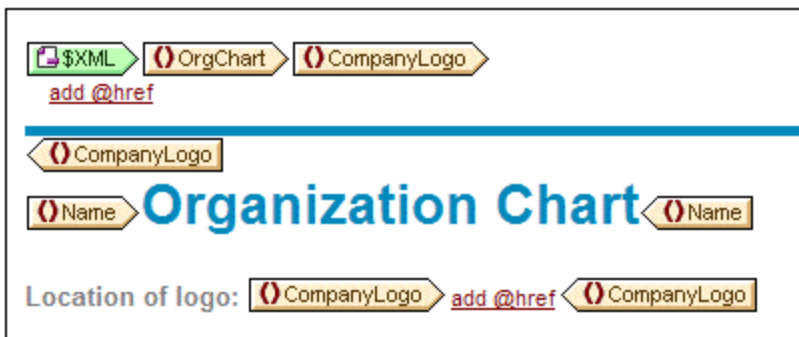 $XML () OrgChart () CompanyLogo
add @href
() CompanyLogo
() Name Organization Chart () Name
Location of logo: () CompanyLogo add @href () CompanyLogo